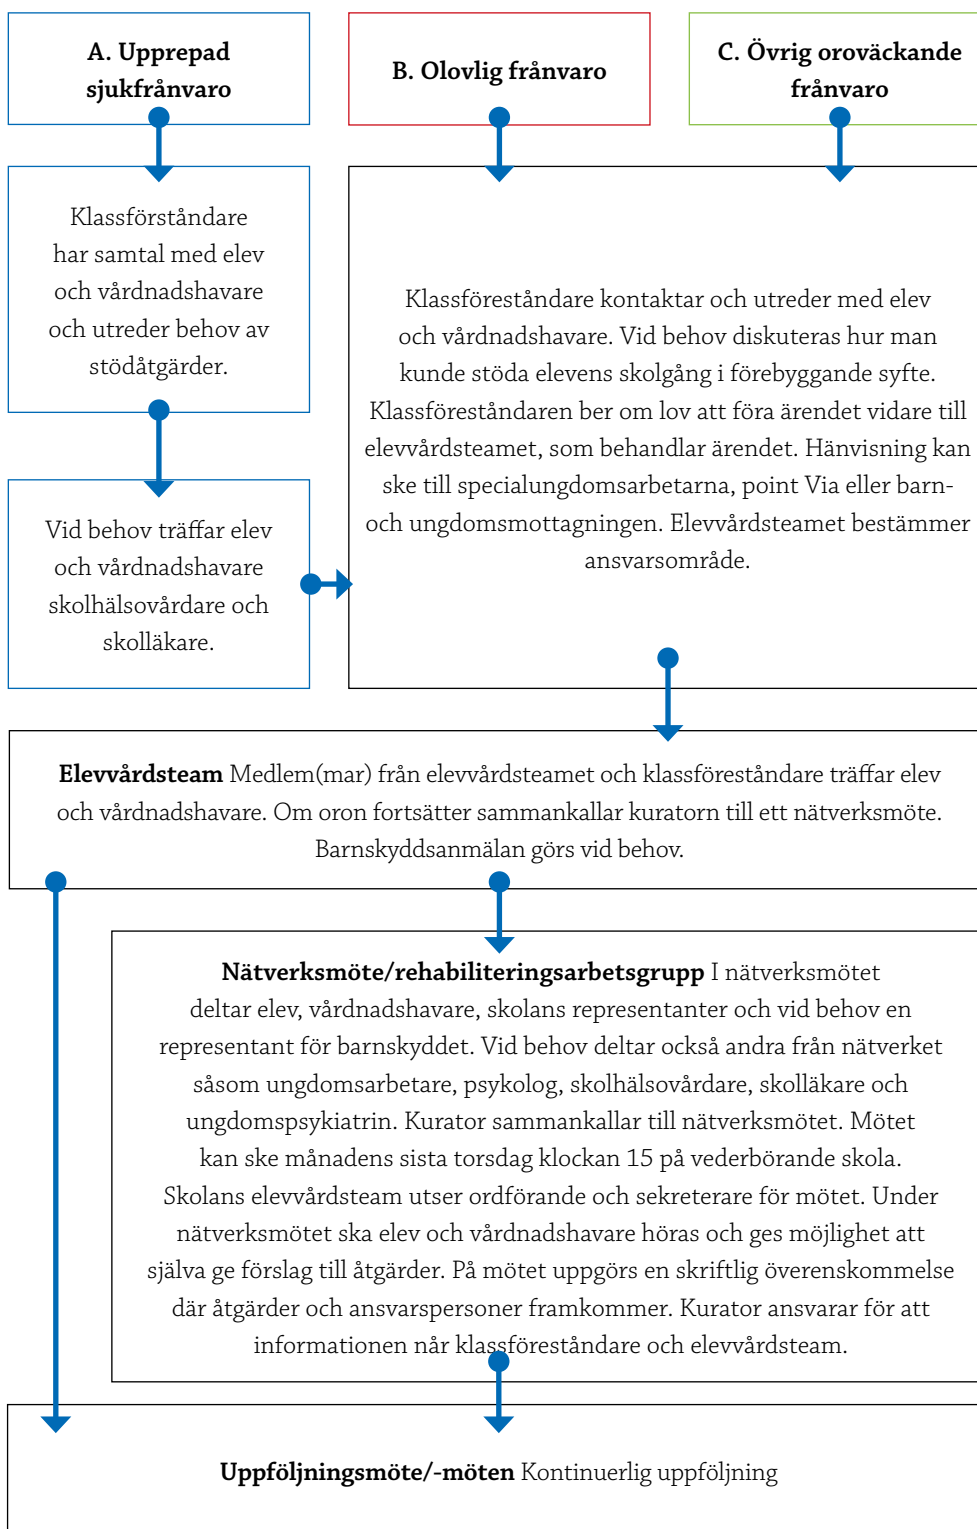 A. Upprepad
sjukfrånvaro
B. Olovlig frånvaro
C. Övrig oroväckande
frånvaro
Klassförståndare
har samtal med elev
och vårdnadshavare
och utreder behov av
stödåtgärder.
Vid behov träffar elev
och vårdnadshavare
skolhälsovårdare och
skolläkare.
Klassföreståndare kontaktar och utreder med elev
och vårdnadshavare. Vid behov diskuteras hur man
kunde stöda elevens skolgång i förebyggande syfte.
Klassföreståndaren ber om lov att föra ärendet vidare till
elevvårdsteamet, som behandlar ärendet. Hänvisning kan
ske till specialungdomsarbetarna, point Via eller barn-
och ungdomsmottagningen. Elevvårdsteamet bestämmer
ansvarsområde.
Elevvårdsteam Medlem(mar) från elevvårdsteamet och klassföreståndare träffar elev
och vårdnadshavare. Om oron fortsätter sammankallar kuratorn till ett nätverksmöte.
Barnskyddsanmälan görs vid behov.
Nätverksmöte/rehabiliteringsarbetsgrupp I nätverksmötet
deltar elev, vårdnadshavare, skolans representanter och vid behov en
representant för barnskyddet. Vid behov deltar också andra från nätverket
såsom ungdomsarbetare, psykolog, skolhälsovårdare, skolläkare och
ungdomspsykiatrin. Kurator sammankallar till nätverksmötet. Mötet
kan ske månadens sista torsdag klockan 15 på vederbörande skola.
Skolans elevvårdsteam utser ordförande och sekreterare för mötet. Under
nätverksmötet ska elev och vårdnadshavare höras och ges möjlighet att
själva ge förslag till åtgärder. På mötet uppgörs en skriftlig överenskommelse
där åtgärder och ansvarspersoner framkommer. Kurator ansvarar för att
informationen når klassföreståndare och elevvårdsteam.
Uppföljningsmöte/-möten Kontinuerlig uppföljning